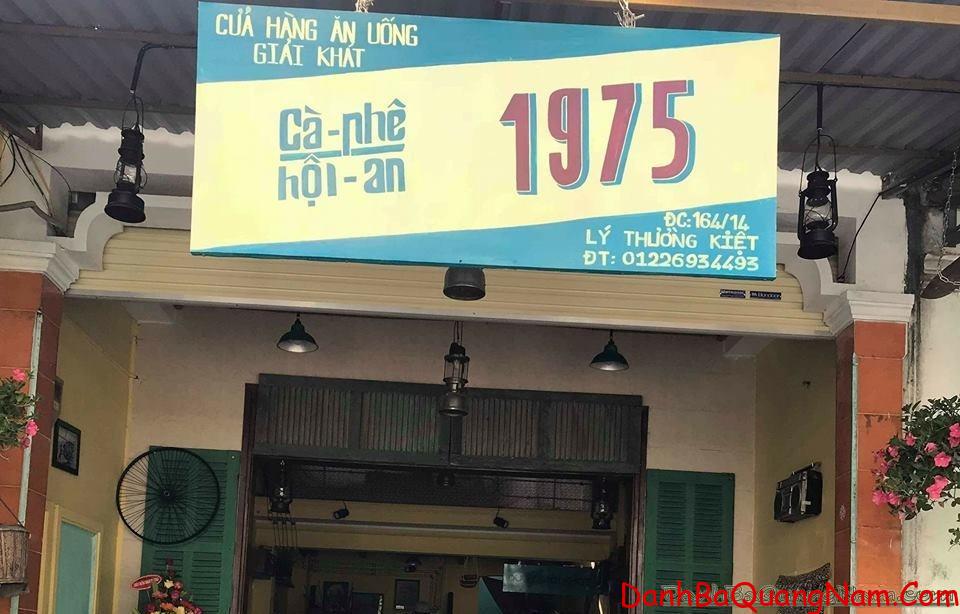 CỬA HÀNG ĂN UỐNG
GIẢI KHÁT
Cà-phê
hội-an
1975
ĐC:164/14
LÝ THƯỜNG KIỆT
ĐT: 01226934493
DanhBaQuangNam.Com